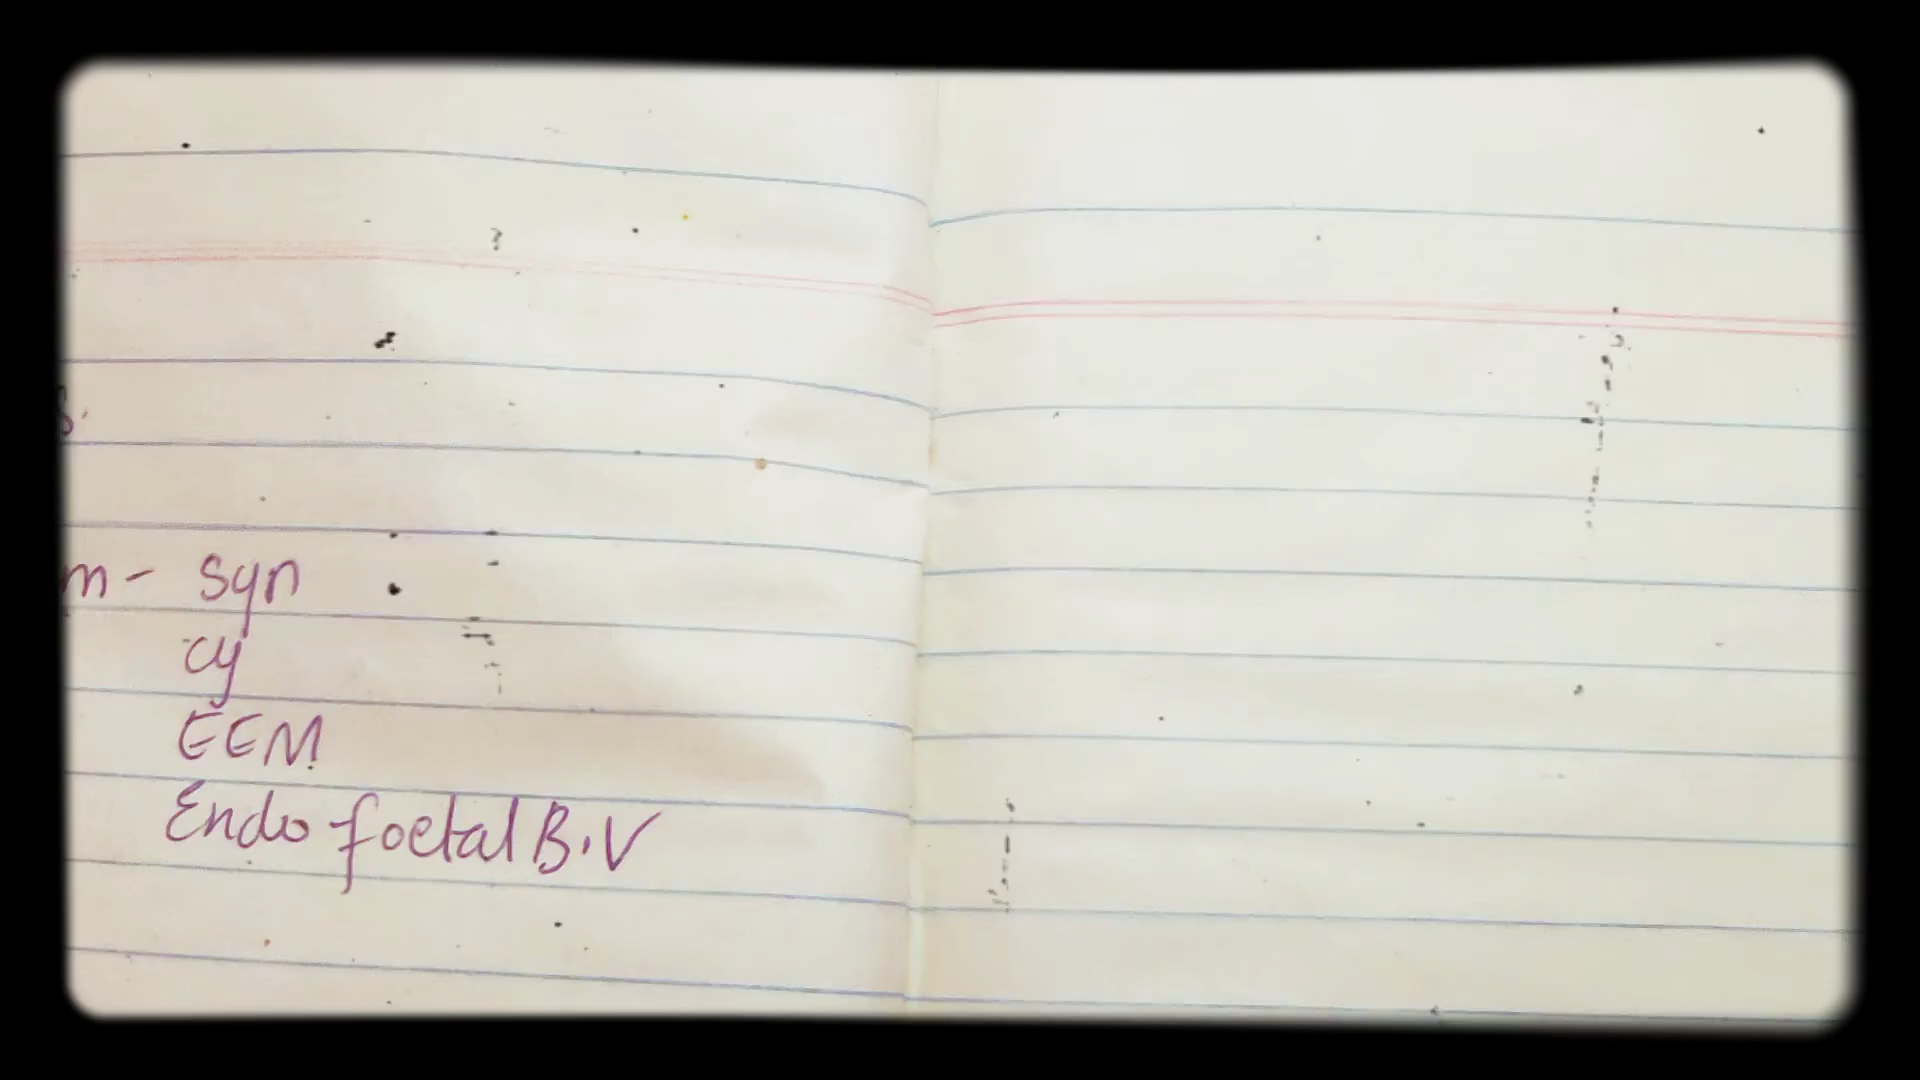 m - Syn
Cy
EEM
Endo foetal B.V